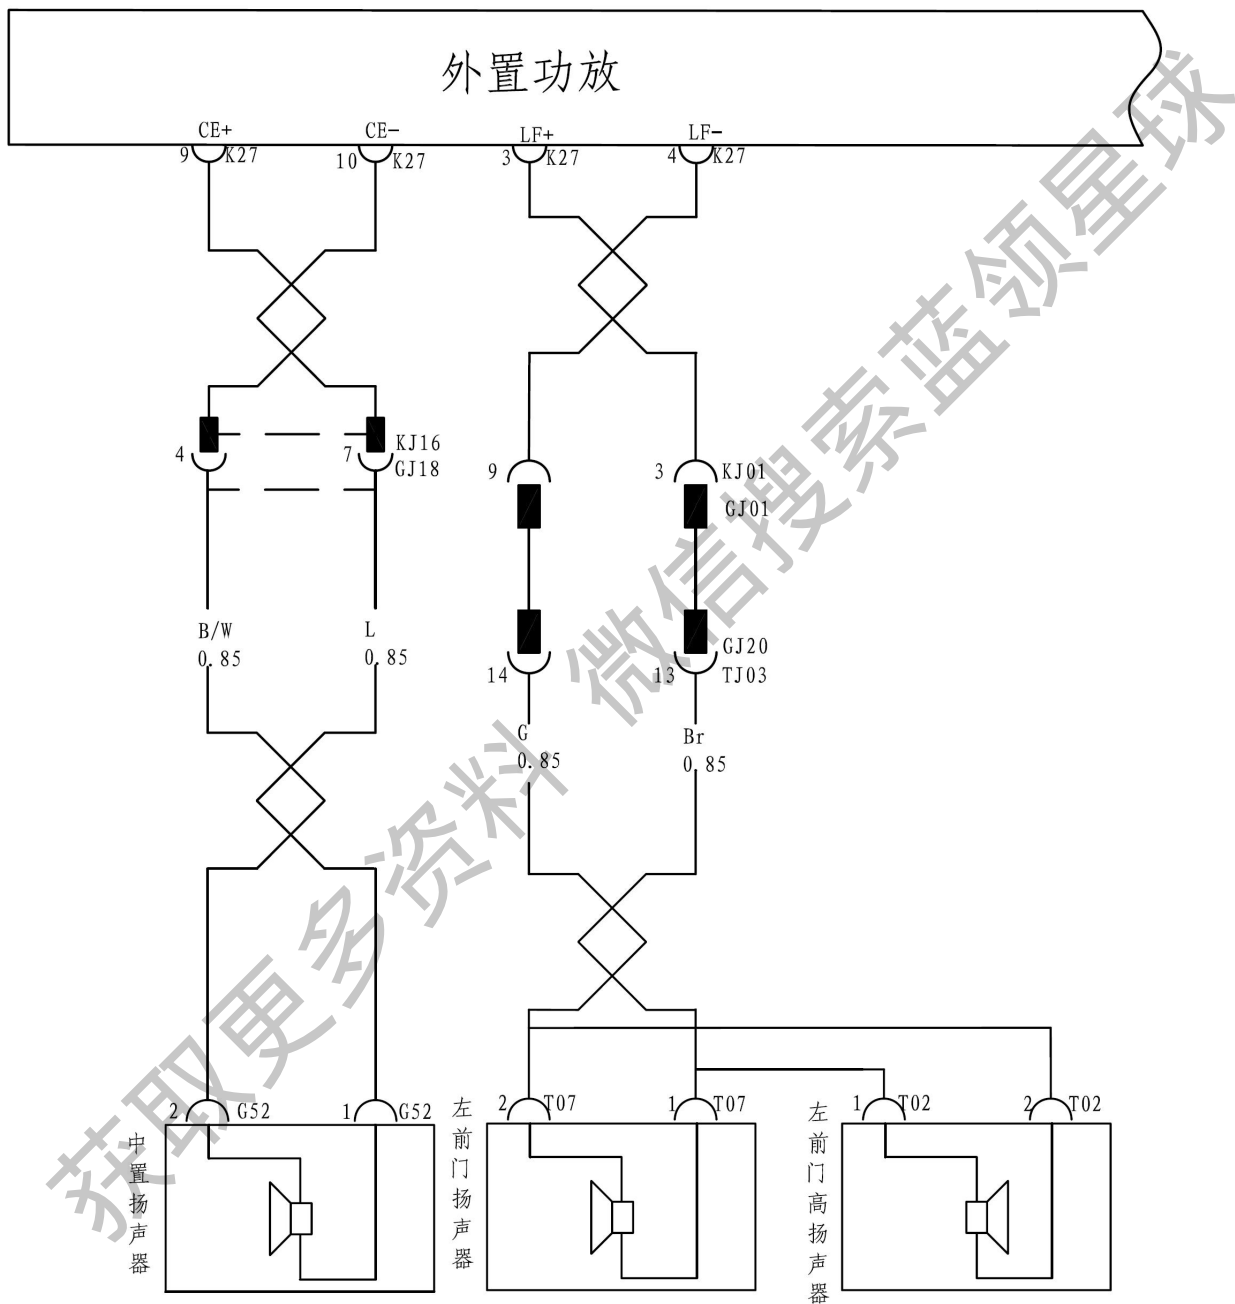 外置功放
CE+
CE-
LF+
LF-
9
K27
10
K27
3
K27
4
K27
4
7
KJ16
GJ18
9
3
KJ01
GJ01
B/W
0.85
L
0.85
14
13
GJ20
TJ03
G
0.85
Br
0.85
2
G52
1
G52
2
T07
1
T07
1
T02
2
T02
中置扬声器
左前门扬声器
左前门高扬声器
获取更多资料 微信搜索蓝领星球